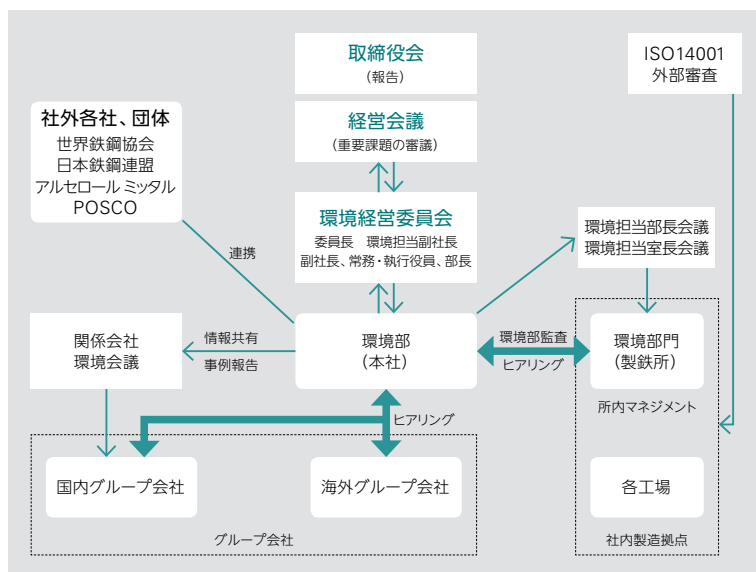 取締役会
(報告)
ISO14001
外部審査
経営会議
(重要課題の審議)
社外各社、団体
世界鉄鋼協会
日本鉄鋼連盟
アルセロール ミッタル
POSCO
環境経営委員会
委員長　環境担当副社長
副社長、常務・執行役員、部長
環境担当部長会議
環境担当室長会議
連携
関係会社
環境会議
情報共有
事例報告
環境部
(本社)
環境部監査
ヒアリング
環境部門
(製鉄所)
所内マネジメント
ヒアリング
国内グループ会社
海外グループ会社
各工場
グループ会社
社内製造拠点